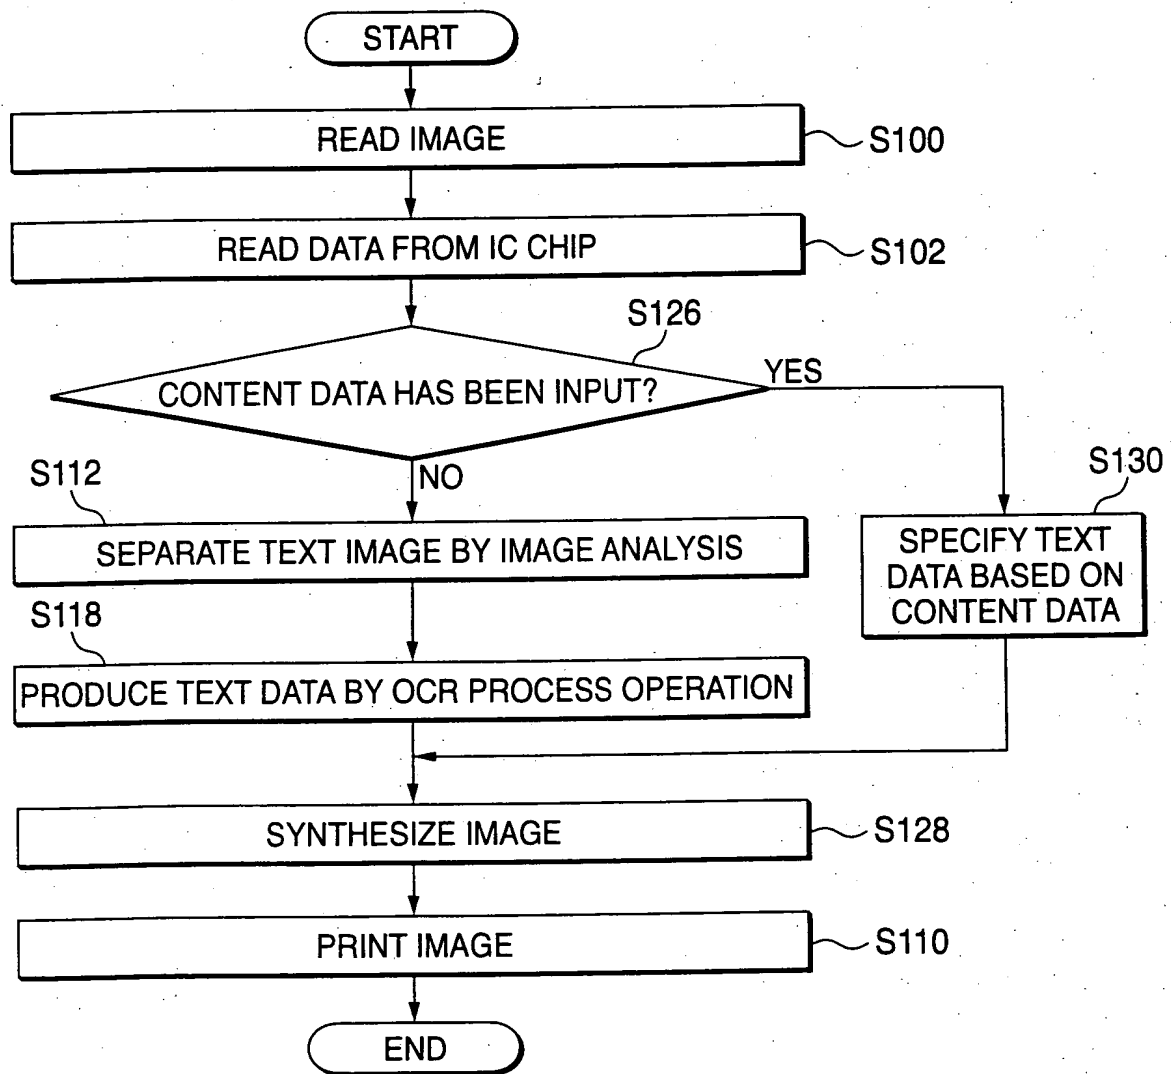 START
READ IMAGE
S100
READ DATA FROM IC CHIP
S102
S126
CONTENT DATA HAS BEEN INPUT?
YES
NO
S112
SEPARATE TEXT IMAGE BY IMAGE ANALYSIS
S130
SPECIFY TEXT
DATA BASED ON
CONTENT DATA
S118
PRODUCE TEXT DATA BY OCR PROCESS OPERATION
SYNTHESIZE IMAGE
S128
PRINT IMAGE
S110
END